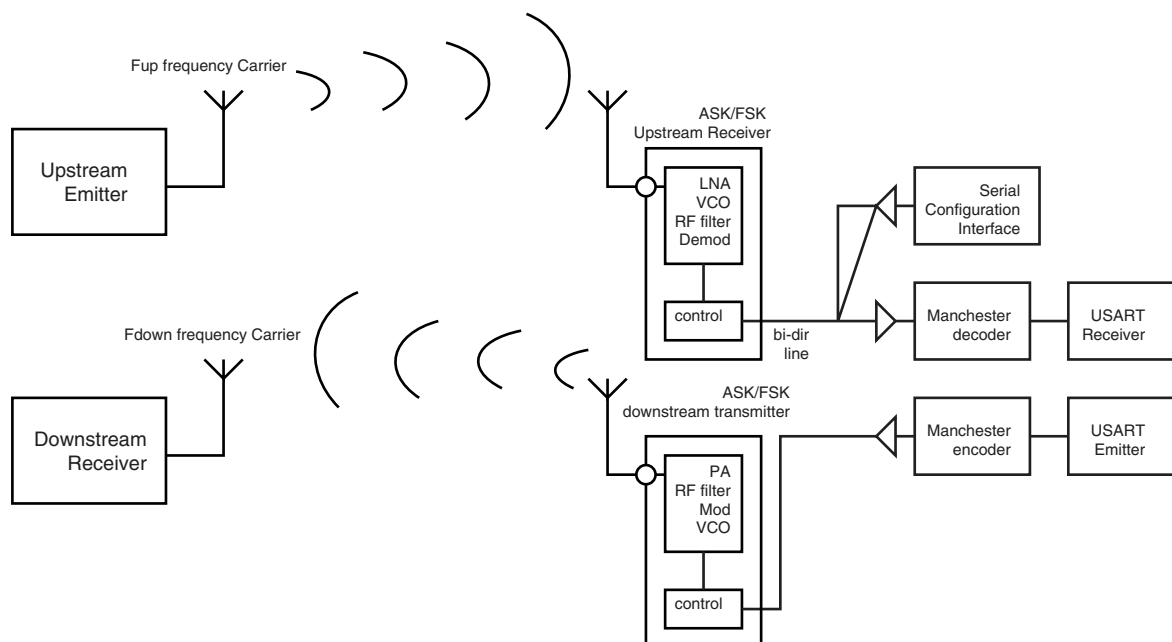 Fup frequency Carrier
Upstream
Emitter
ASK/FSK
Upstream Receiver
LNA
VCO
RF filter
Demod
control
bi-dir
line
Serial
Configuration
Interface
Manchester
decoder
USART
Receiver
Fdown frequency Carrier
Downstream
Receiver
ASK/FSK
downstream transmitter
PA
RF filter
Mod
VCO
control
Manchester
encoder
USART
Emitter